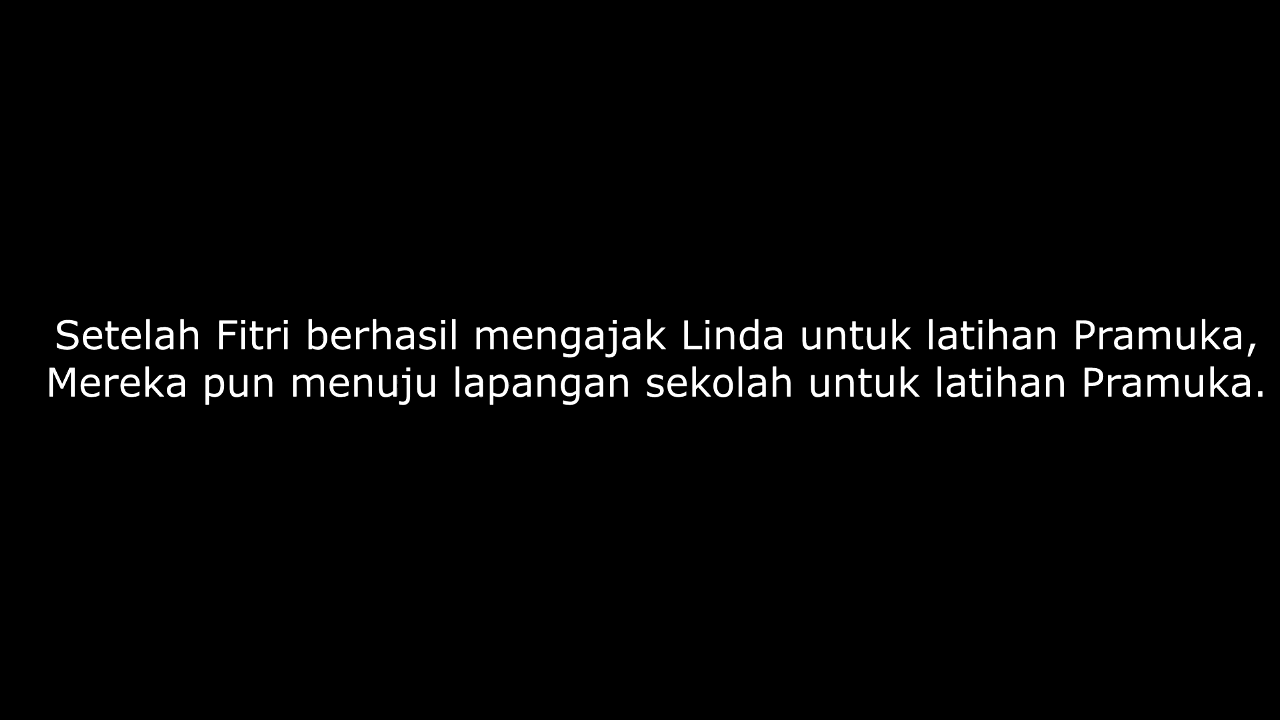 Setelah Fitri berhasil mengajak Linda untuk latihan Pramuka,
Mereka pun menuju lapangan sekolah untuk latihan Pramuka.